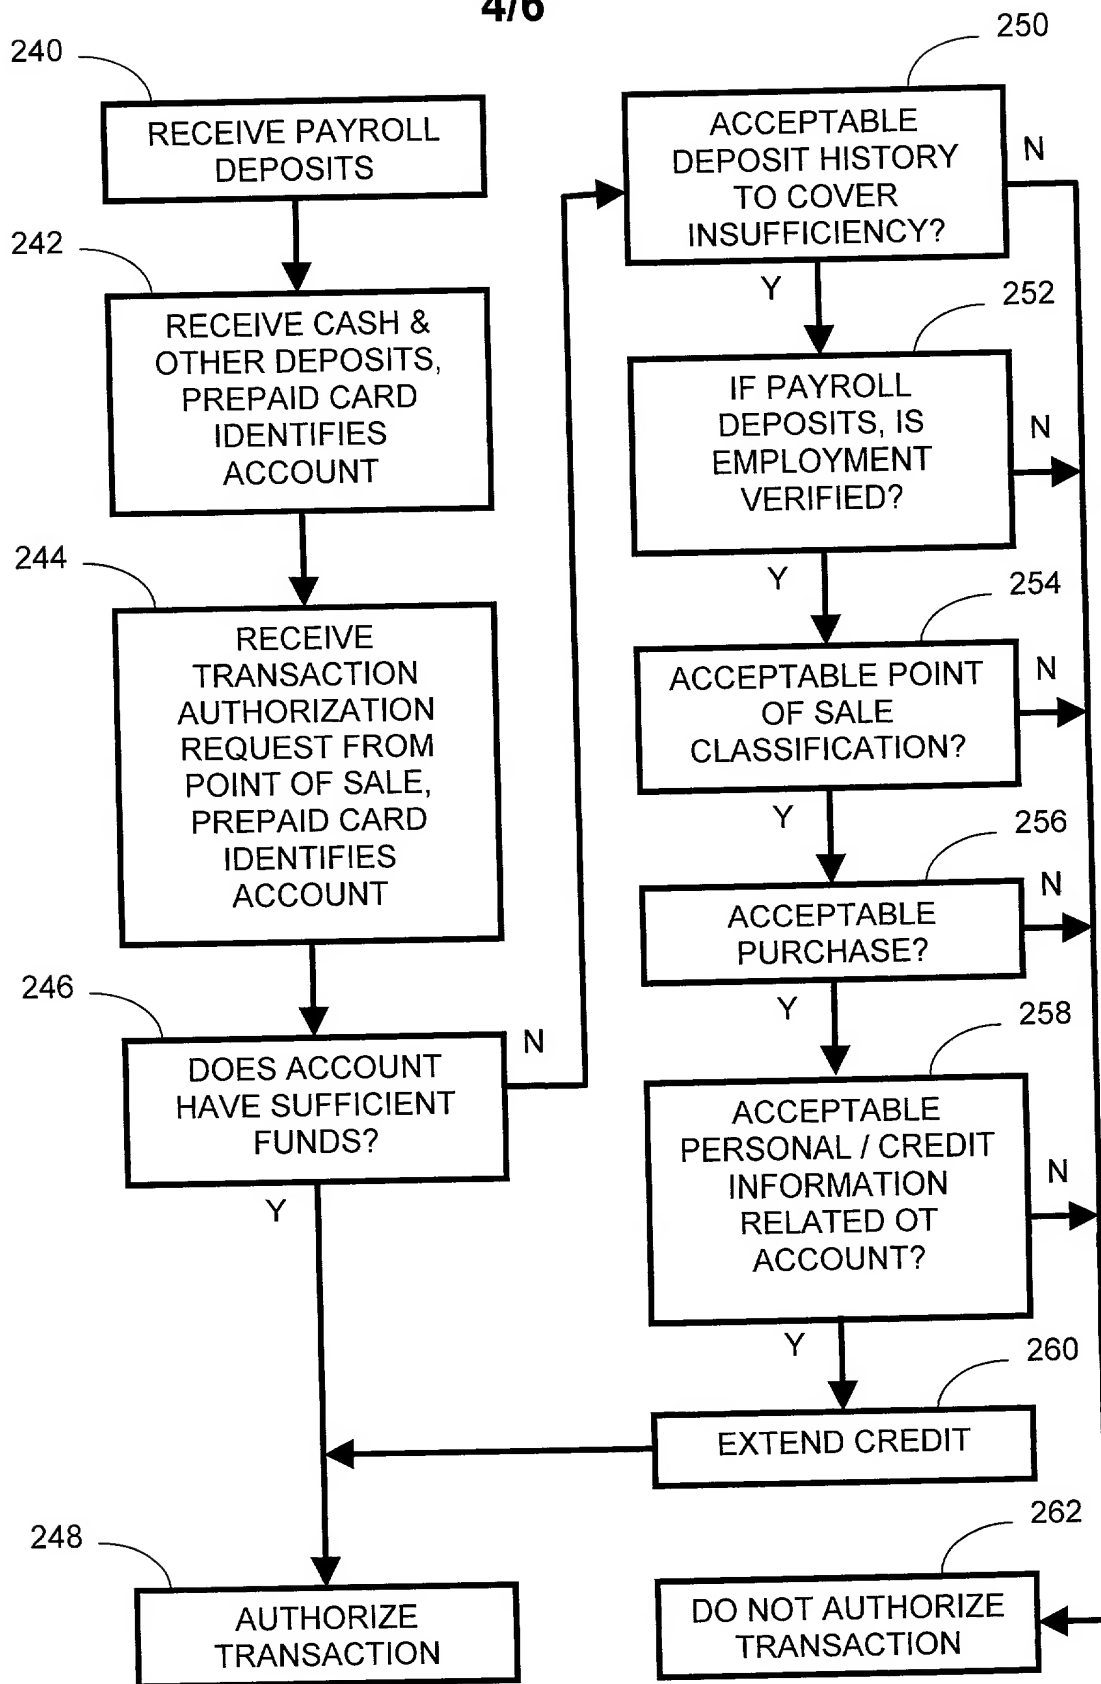 4/6
240
RECEIVE PAYROLL
DEPOSITS
242
RECEIVE CASH &
OTHER DEPOSITS,
PREPAID CARD
IDENTIFIES
ACCOUNT
244
RECEIVE
TRANSACTION
AUTHORIZATION
REQUEST FROM
POINT OF SALE,
PREPAID CARD
IDENTIFIES
ACCOUNT
246
DOES ACCOUNT
HAVE SUFFICIENT
FUNDS?
N
Y
248
AUTHORIZE
TRANSACTION
250
ACCEPTABLE
DEPOSIT HISTORY
TO COVER
INSUFFICIENCY?
N
Y
252
IF PAYROLL
DEPOSITS, IS
EMPLOYMENT
VERIFIED?
N
Y
254
ACCEPTABLE POINT
OF SALE
CLASSIFICATION?
N
Y
256
ACCEPTABLE
PURCHASE?
N
Y
258
ACCEPTABLE
PERSONAL / CREDIT
INFORMATION
RELATED OT
ACCOUNT?
N
Y
260
EXTEND CREDIT
262
DO NOT AUTHORIZE
TRANSACTION